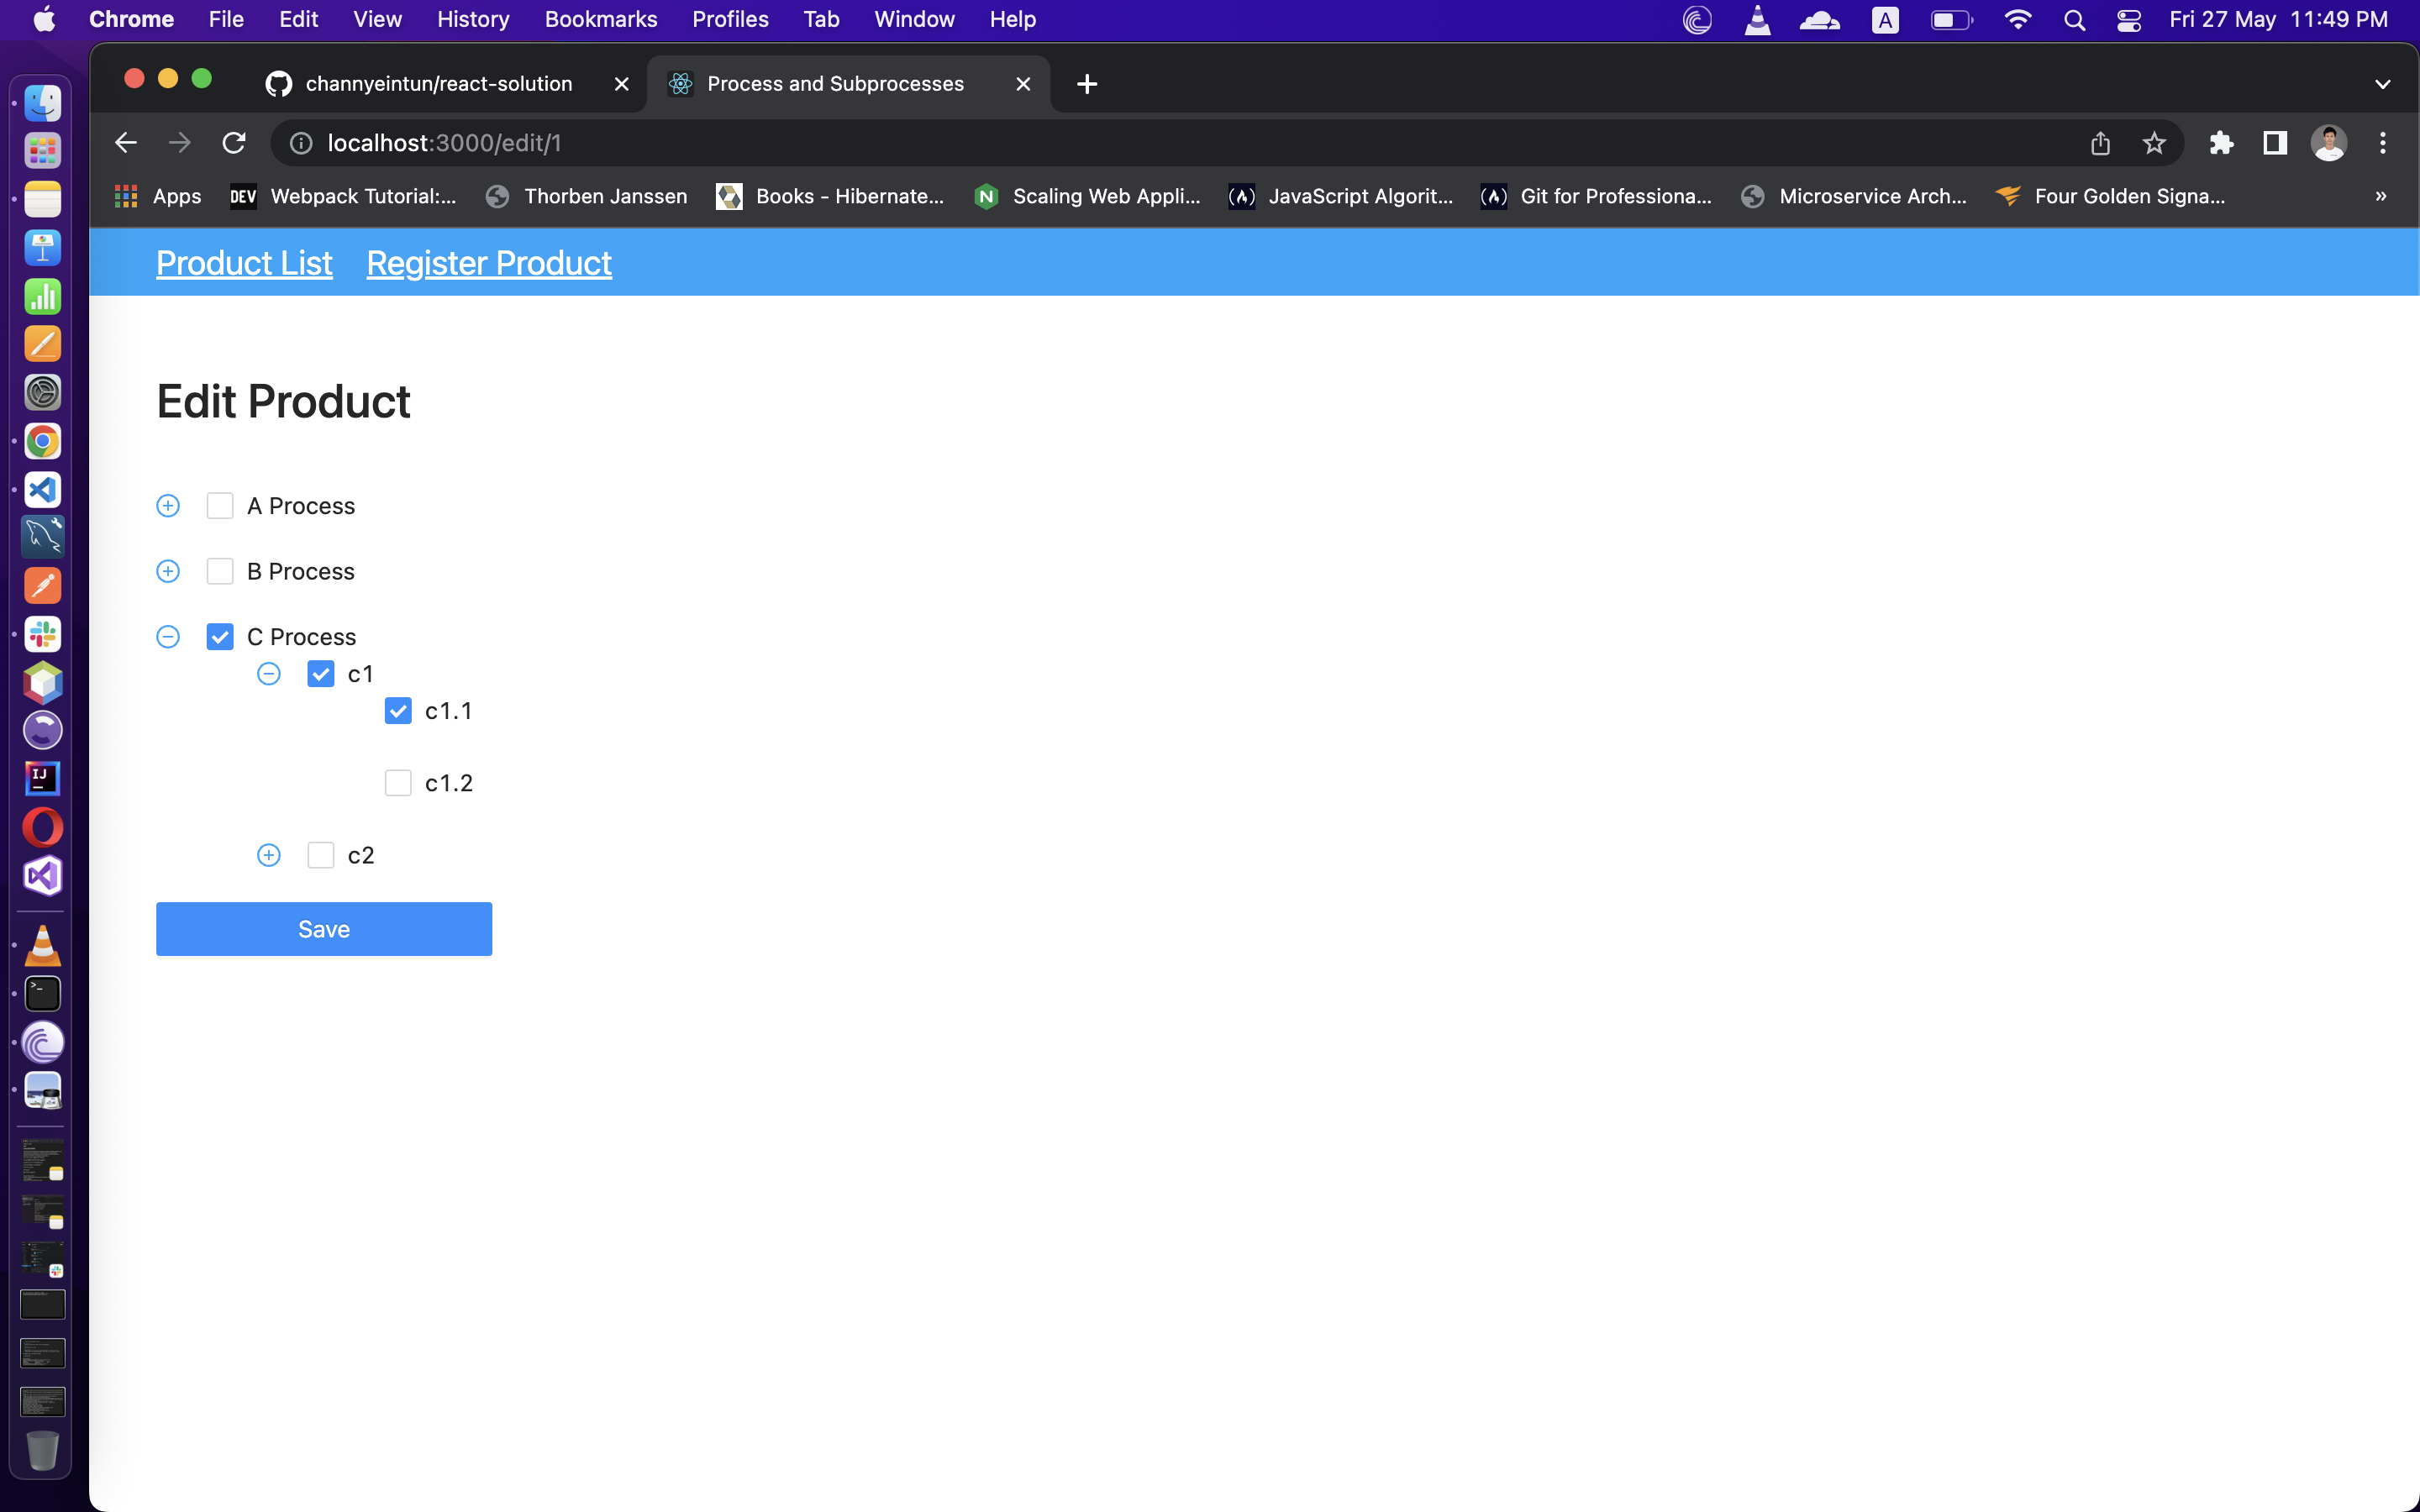 Chrome File Edit View History Bookmarks Profiles Tab Window Help A Fri 27 May 11:49 PM
channyeintun/react-solution Process and Subprocesses
localhost:3000/edit/1
Apps DEV Webpack Tutorial:... Thorben Janssen Books - Hibernate... N Scaling Web Appli... JavaScript Algorit... Git for Professiona... Microservice Arch... Four Golden Signa... »
Product List Register Product
Edit Product
A Process
B Process
C Process
c1
c1.1
c1.2
c2
Save
IJ